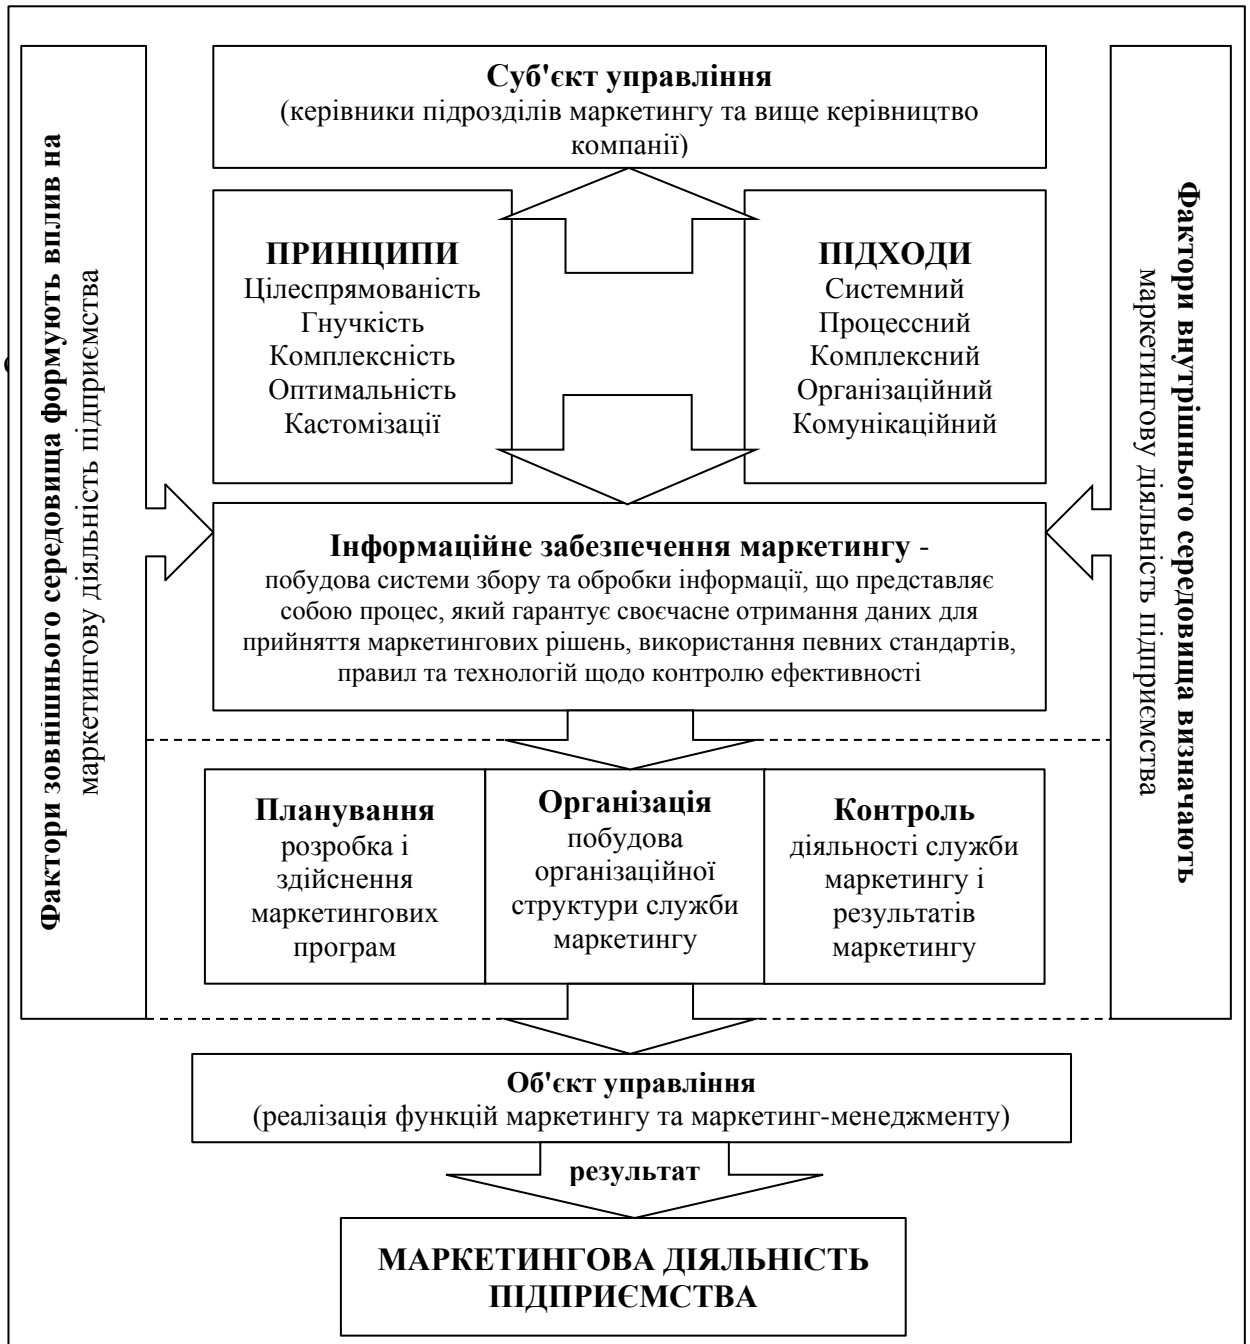 Суб'єкт управління
(керівники підрозділів маркетингу та вище керівництво
компанії)
Фактори зовнішнього середовища формують вплив на
маркетингову діяльність підприємства
ПРИНЦИПИ
Цілеспрямованість
Гнучкість
Комплексність
Оптимальність
Кастомізації
ПІДХОДИ
Системний
Процессний
Комплексний
Організаційний
Комунікаційний
Фактори внутрішнього середовища визначають
маркетингову діяльність підприємства
Інформаційне забезпечення маркетингу -
побудова системи збору та обробки інформації, що представляє
собою процес, який гарантує своєчасне отримання даних для
прийняття маркетингових рішень, використання певних стандартів,
правил та технологій щодо контролю ефективності
Планування
розробка і
здійснення
маркетингових
програм
Організація
побудова
організаційної
структури служби
маркетингу
Контроль
діяльності служби
маркетингу і
результатів
маркетингу
Об'єкт управління
(реалізація функцій маркетингу та маркетинг-менеджменту)
результат
МАРКЕТИНГОВА ДІЯЛЬНІСТЬ
ПІДПРИЄМСТВА